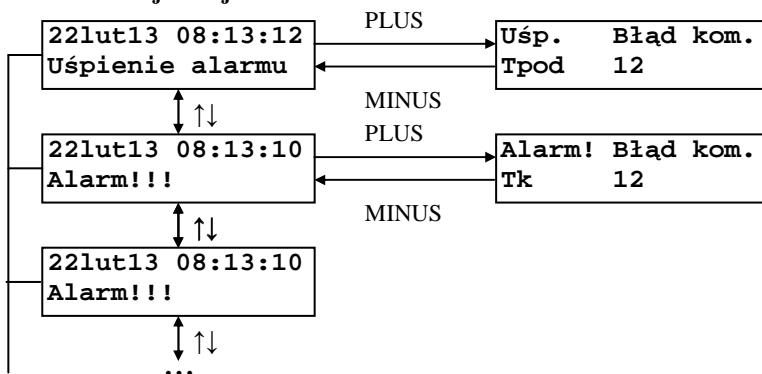 PLUS
22lut13 08:13:12
Uśpienie alarmu
Uśp. Błąd kom.
Tpod 12
MINUS
↑↓
PLUS
22lut13 08:13:10
Alarm!!!
Alarm! Błąd kom.
Tk 12
MINUS
↑↓
22lut13 08:13:10
Alarm!!!
↑↓
...